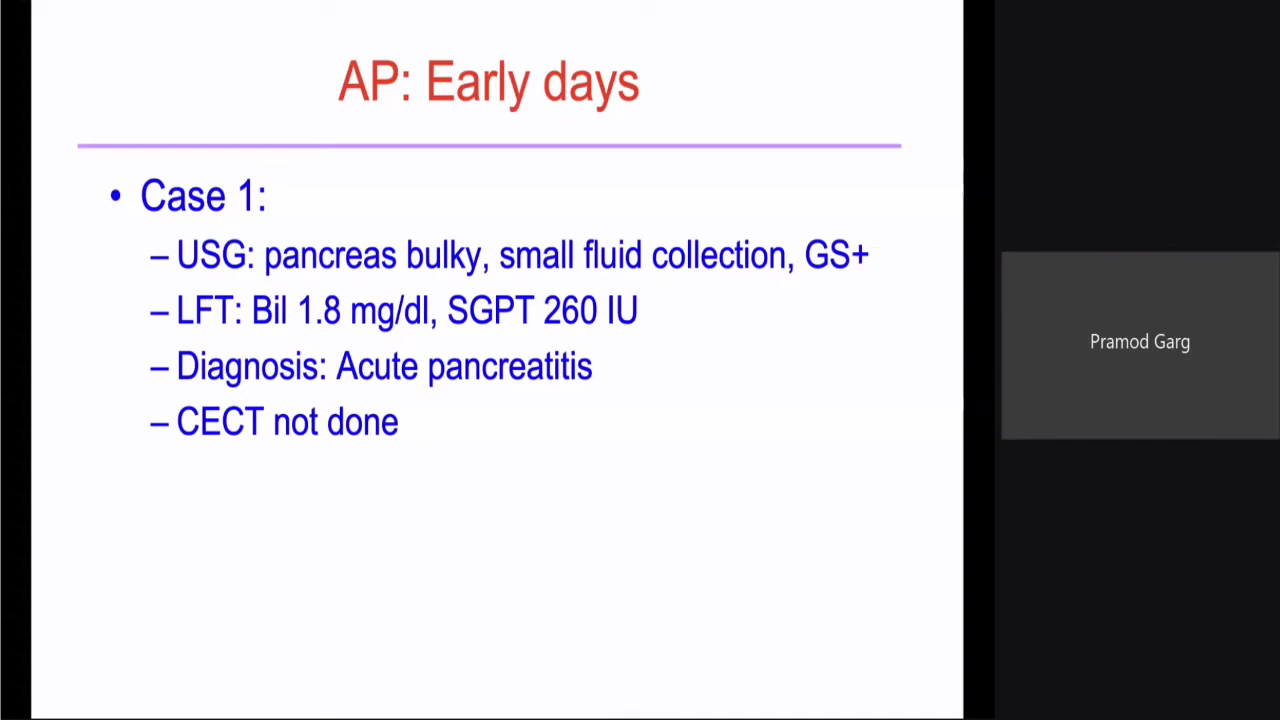 AP: Early days
• Case 1:
– USG: pancreas bulky, small fluid collection, GS+
– LFT: Bil 1.8 mg/dl, SGPT 260 IU
– Diagnosis: Acute pancreatitis
– CECT not done
Pramod Garg